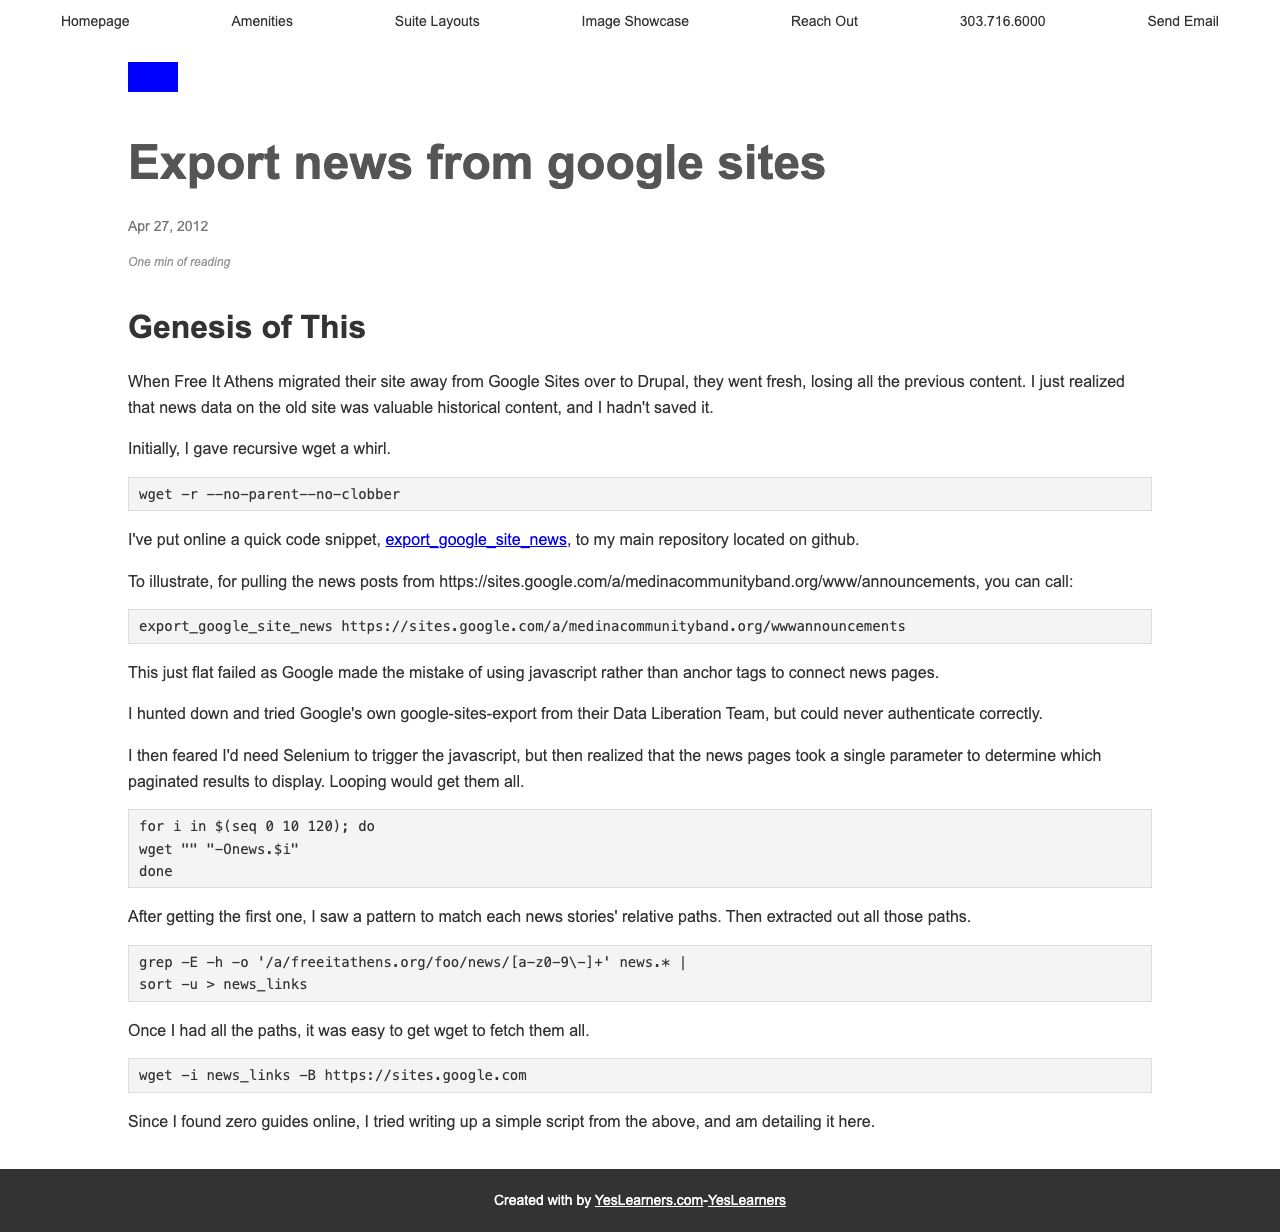 Homepage Amenities Suite Layouts Image Showcase Reach Out 303.716.6000 Send Email
Export news from google sites
Apr 27, 2012
One min of reading
Genesis of This
When Free It Athens migrated their site away from Google Sites over to Drupal, they went fresh, losing all the previous content. I just realized
that news data on the old site was valuable historical content, and I hadn't saved it.
Initially, I gave recursive wget a whirl.
wget -r --no-parent--no-clobber
I've put online a quick code snippet, export_google_site_news, to my main repository located on github.
To illustrate, for pulling the news posts from https://sites.google.com/a/medinacommunityband.org/www/announcements, you can call:
export_google_site_news https://sites.google.com/a/medinacommunityband.org/wwwannouncements
This just flat failed as Google made the mistake of using javascript rather than anchor tags to connect news pages.
I hunted down and tried Google's own google-sites-export from their Data Liberation Team, but could never authenticate correctly.
I then feared I'd need Selenium to trigger the javascript, but then realized that the news pages took a single parameter to determine which
paginated results to display. Looping would get them all.
for i in $(seq 0 10 120); do
wget "" "-Onews.$i"
done
After getting the first one, I saw a pattern to match each news stories' relative paths. Then extracted out all those paths.
grep -E -h -o '/a/freeitathens.org/foo/news/[a-z0-9\-]+' news.* |
sort -u > news_links
Once I had all the paths, it was easy to get wget to fetch them all.
wget -i news_links -B https://sites.google.com
Since I found zero guides online, I tried writing up a simple script from the above, and am detailing it here.
Created with by YesLearners.com-YesLearners